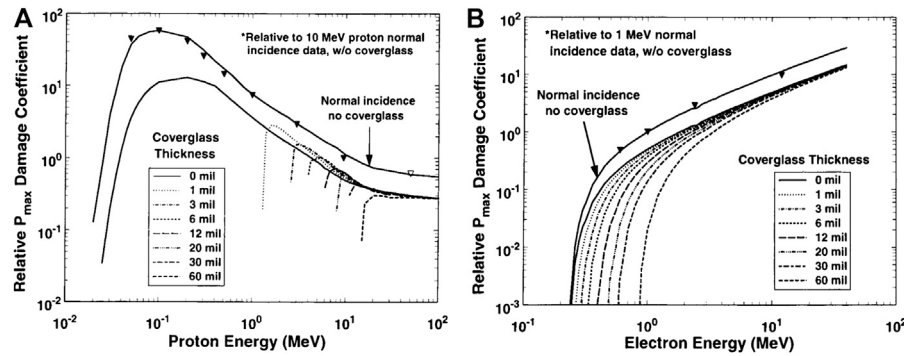 A
*Relative to 10 MeV proton normal
incidence data, w/o coverglass
Normal incidence
no coverglass
Coverglass
Thickness
0 mil
1 mil
3 mil
6 mil
12 mil
20 mil
30 mil
60 mil
Relative Pmax Damage Coefficient
10²
10¹
10⁰
10⁻¹
10⁻²
10⁻² 10⁻¹ 10⁰ 10¹ 10²
Proton Energy (MeV)
B
*Relative to 1 MeV normal
incidence data, w/o coverglass
Normal incidence
no coverglass
Coverglass Thickness
0 mil
1 mil
3 mil
6 mil
12 mil
20 mil
30 mil
60 mil
Relative Pmax Damage Coefficient
10²
10¹
10⁰
10⁻¹
10⁻²
10⁻³
10⁻¹ 10⁰ 10¹ 10²
Electron Energy (MeV)